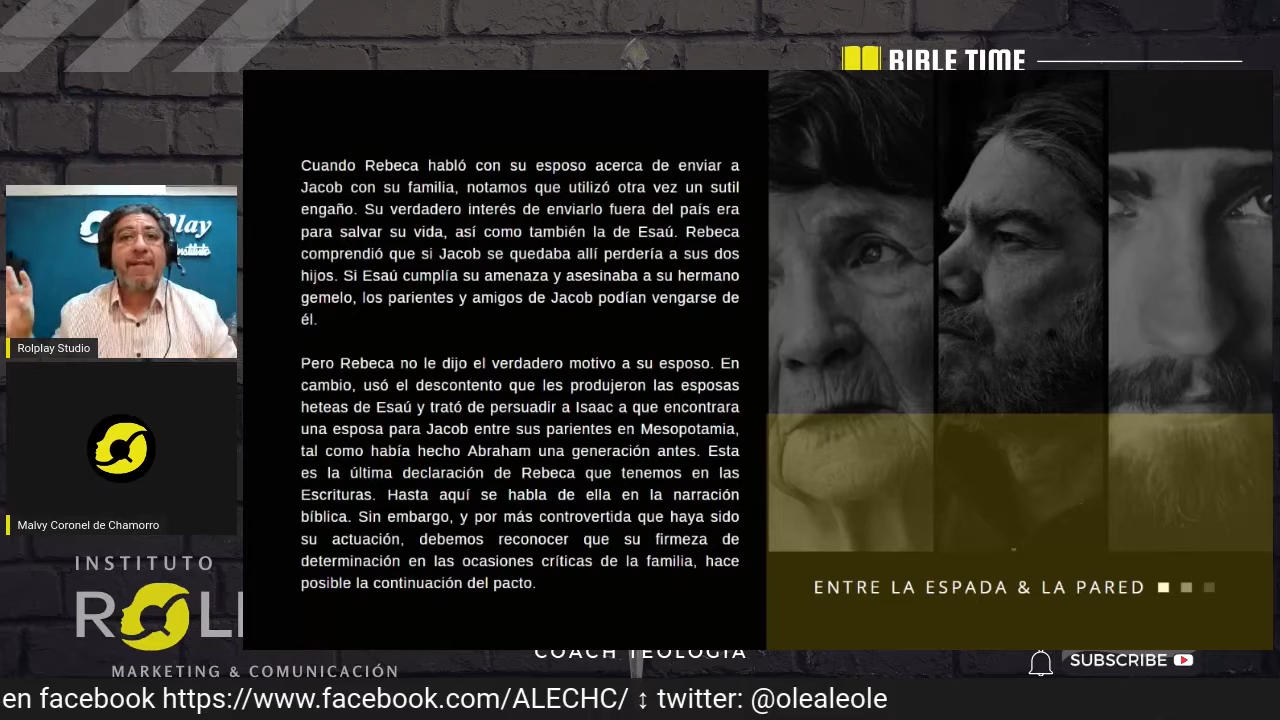 BIBLE TIME
Cuando Rebeca habló con su esposo acerca de enviar a
Jacob con su familia, notamos que utilizó otra vez un sutil
engaño. Su verdadero interés de enviarlo fuera del país era
para salvar su vida, así como también la de Esaú. Rebeca
comprendió que si Jacob se quedaba allí perdería a sus dos
hijos. Si Esaú cumplía su amenaza y asesinaba a su hermano
gemelo, los parientes y amigos de Jacob podían vengarse de
él.
Pero Rebeca no le dijo el verdadero motivo a su esposo. En
cambio, usó el descontento que les produjeron las esposas
heteas de Esaú y trató de persuadir a Isaac a que encontrara
una esposa para Jacob entre sus parientes en Mesopotamia,
tal como había hecho Abraham una generación antes. Esta
es la última declaración de Rebeca que tenemos en las
Escrituras. Hasta aquí se habla de ella en la narración
bíblica. Sin embargo, y por más controvertida que haya sido
su actuación, debemos reconocer que su firmeza de
determinación en las ocasiones críticas de la familia, hace
posible la continuación del pacto.
Rolplay Studio
Malvy Coronel de Chamorro
ENTRE LA ESPADA & LA PARED
INSTITUTO
MARKETING & COMUNICACIÓN
COACH TEOLOGIA
SUBSCRIBE
en facebook https://www.facebook.com/ALECHC/ ↕ twitter: @olealeole